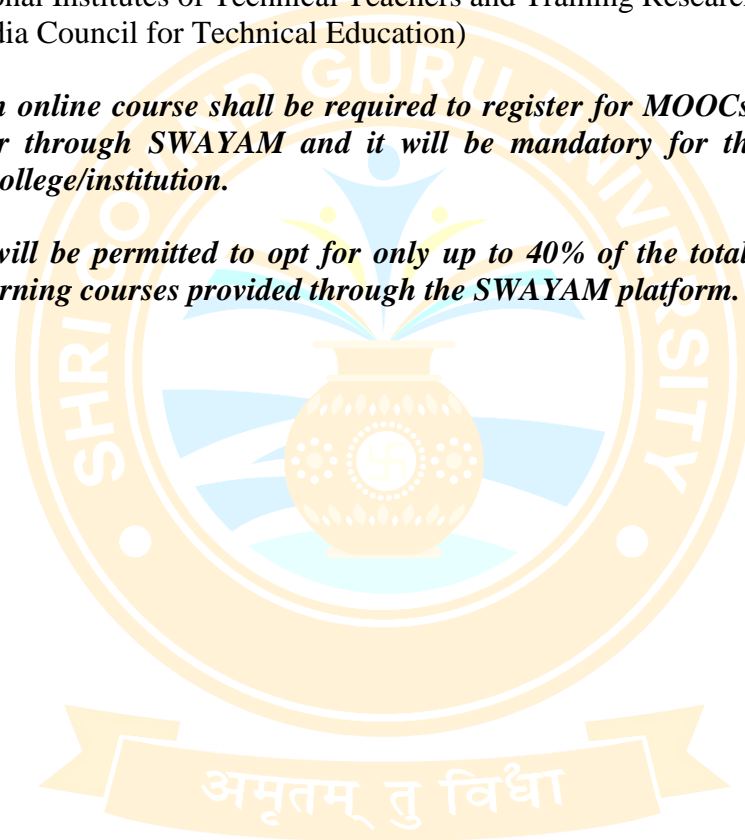 onal Institutes of Technical Teachers and Training Research
dia Council for Technical Education)
n online course shall be required to register for MOOCs
r through SWAYAM and it will be mandatory for th
ollege/institution.
will be permitted to opt for only up to 40% of the total
rning courses provided through the SWAYAM platform.
SHRI GOVIND GURU UNIVERSITY
अमृतम् तु विधा